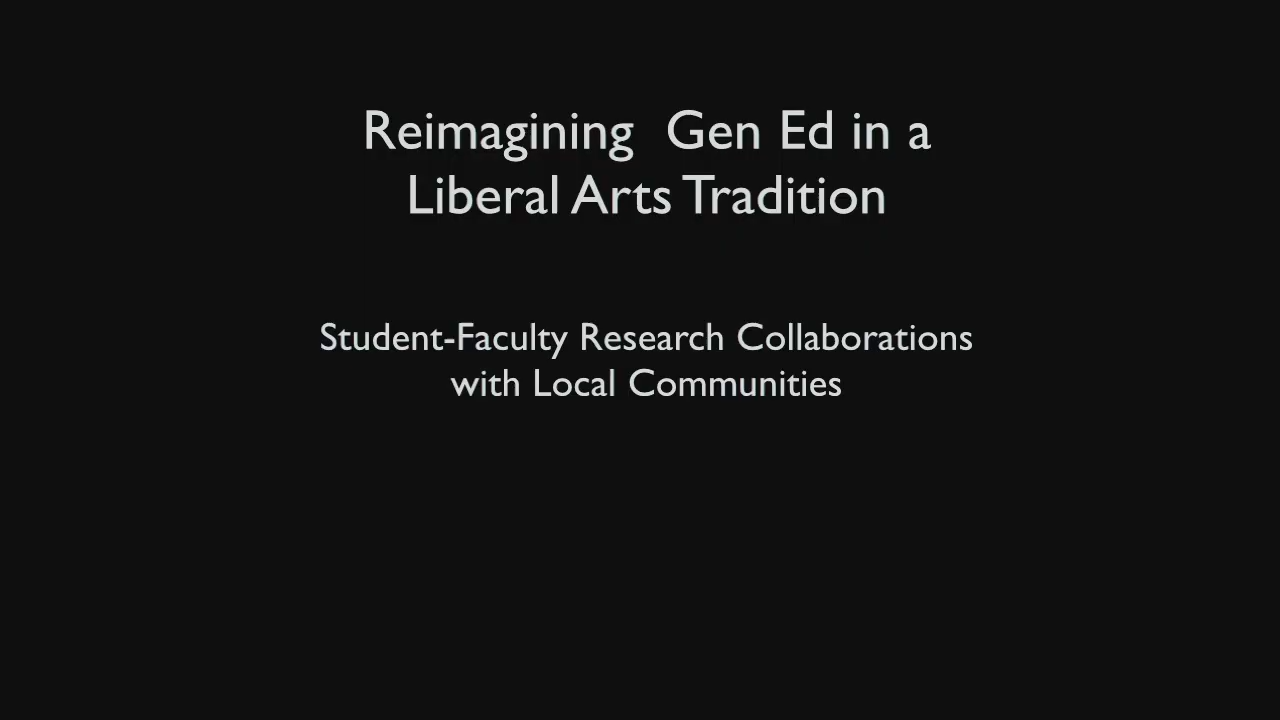 Reimagining  Gen Ed in a
Liberal Arts Tradition
Student-Faculty Research Collaborations
with Local Communities